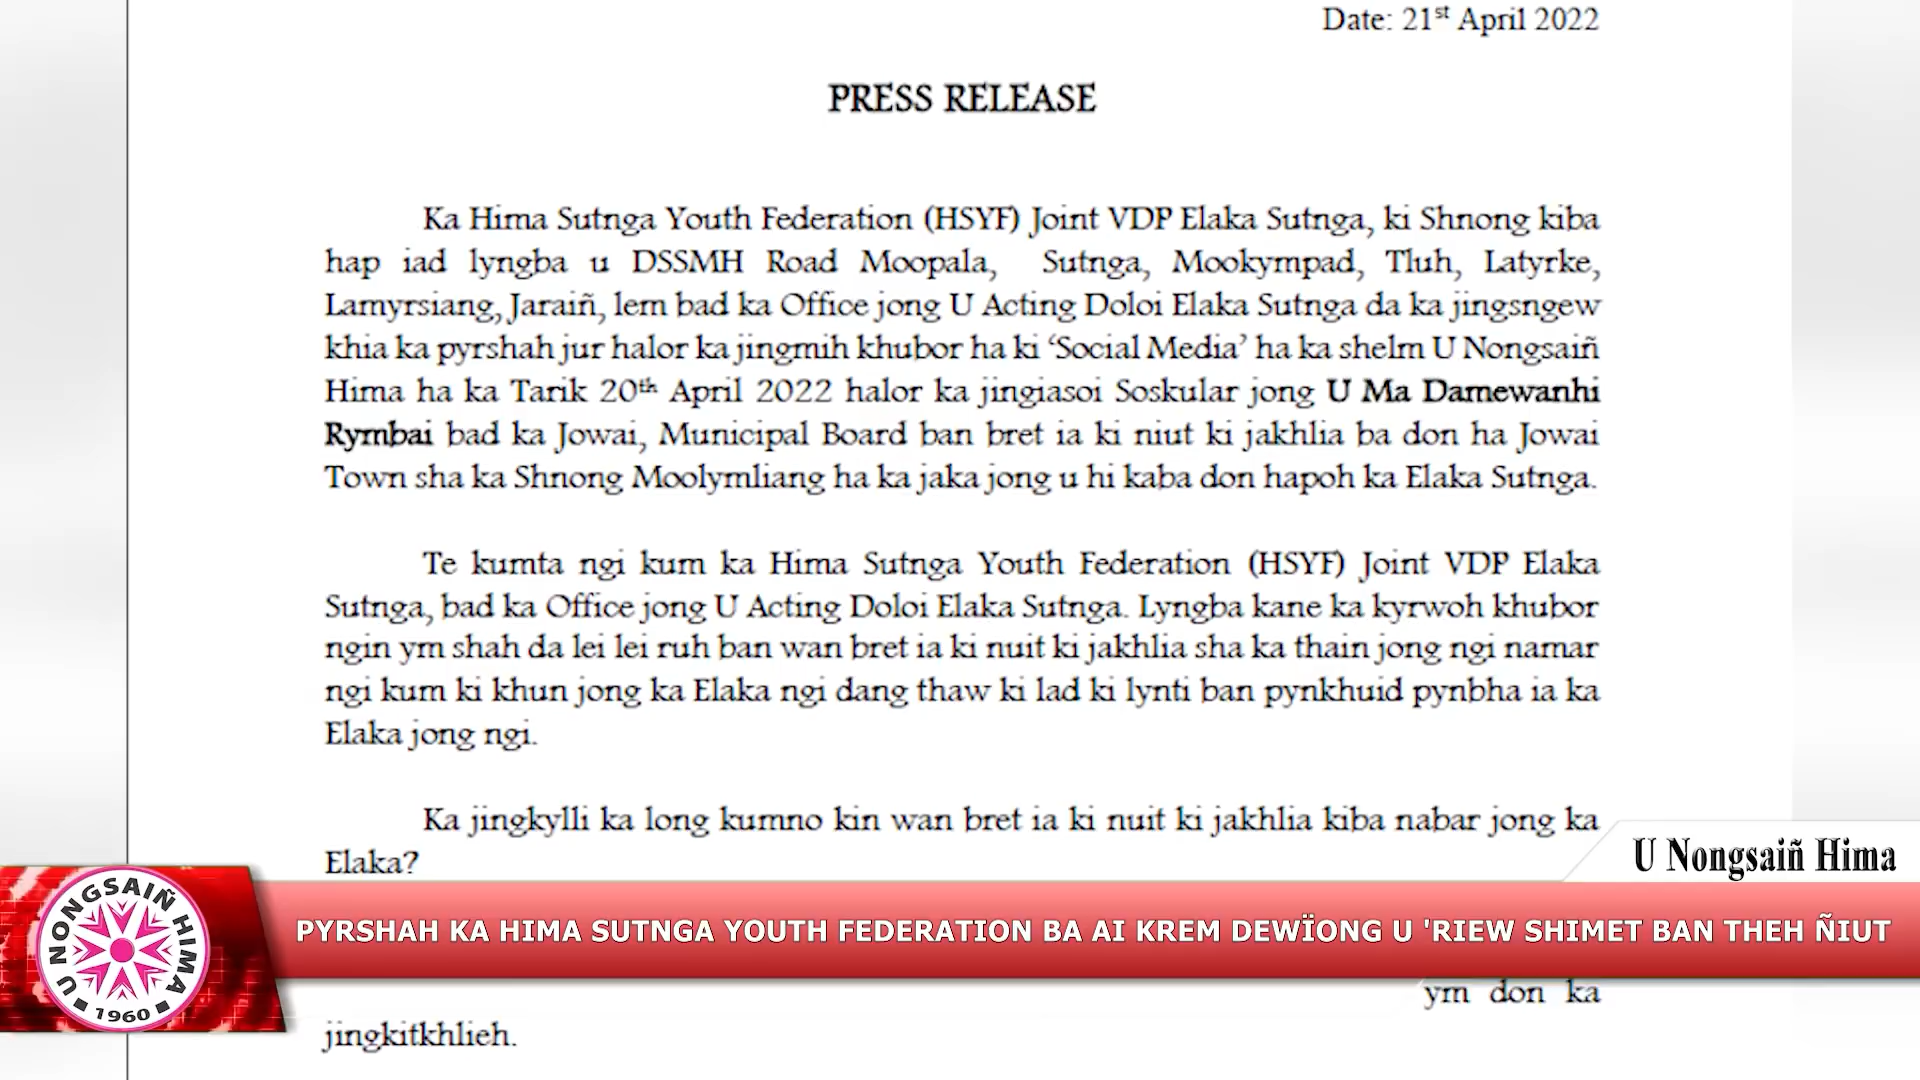 Date: 21st April 2022
PRESS RELEASE
Ka Hima Sutnga Youth Federation (HSYF) Joint VDP Elaka Sutnga, ki Shnong kiba
hap iad lyngba u DSSMH Road Moopala, Sutnga, Mookympad, Tluh, Latyrke,
Lamyrsiang, Jaraiñ, lem bad ka Office jong U Acting Doloi Elaka Sutnga da ka jingsngew
khia ka pyrshah jur halor ka jingmih khubor ha ki ‘Social Media’ ha ka shelm U Nongsaiñ
Hima ha ka Tarik 20th April 2022 halor ka jingiasoi Soskular jong U Ma Damewanhi
Rymbai bad ka Jowai, Municipal Board ban bret ia ki niut ki jakhlia ba don ha Jowai
Town sha ka Shnong Moolymliang ha ka jaka jong u hi kaba don hapoh ka Elaka Sutnga.
Te kumta ngi kum ka Hima Sutnga Youth Federation (HSYF) Joint VDP Elaka
Sutnga, bad ka Office jong U Acting Doloi Elaka Sutnga. Lyngba kane ka kyrwoh khubor
ngin ym shah da lei lei ruh ban wan bret ia ki nuit ki jakhlia sha ka thain jong ngi namar
ngi kum ki khun jong ka Elaka ngi dang thaw ki lad ki lynti ban pynkhuid pynbha ia ka
Elaka jong ngi.
Ka jingkylli ka long kumno kin wan bret ia ki nuit ki jakhlia kiba nabar jong ka
Elaka?
U Nongsaiñ Hima
U NONGSAIÑ HIMA
1960
PYRSHAH KA HIMA SUTNGA YOUTH FEDERATION BA AI KREM DEWÏONG U 'RIEW SHIMET BAN THEH ÑIUT
ym don ka
jingkitkhlieh.